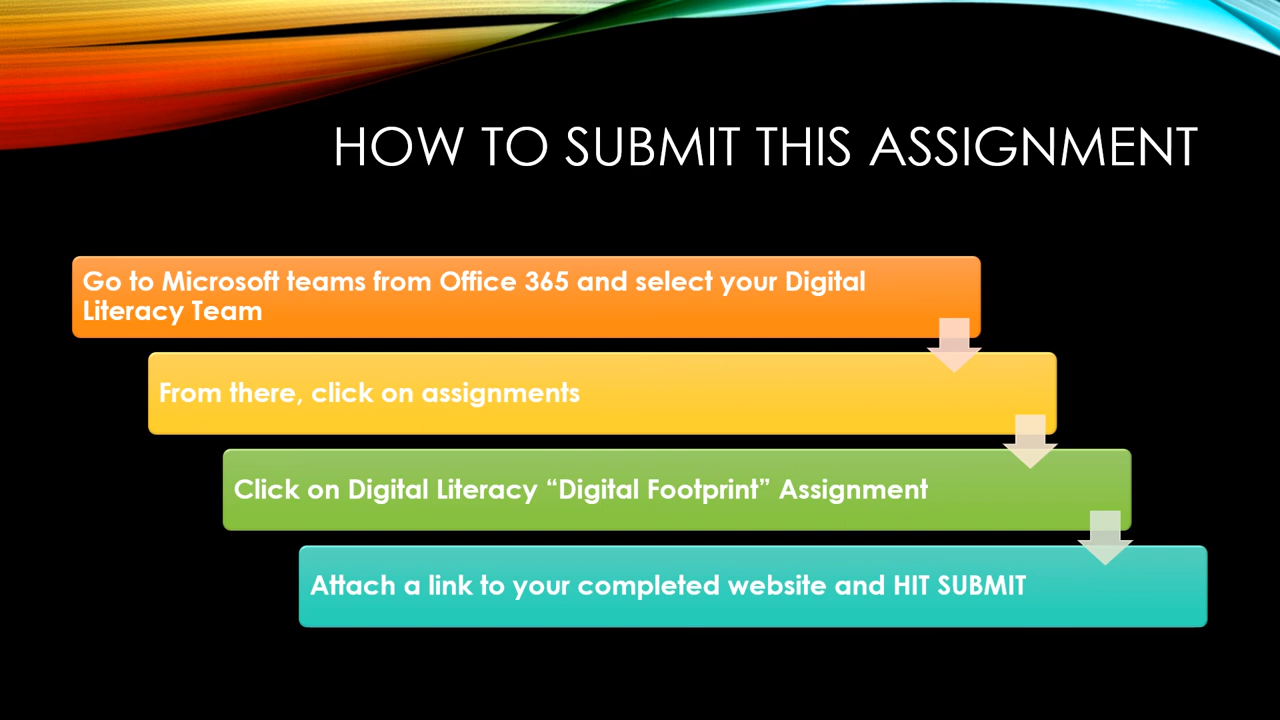 HOW TO SUBMIT THIS ASSIGNMENT
Go to Microsoft teams from Office 365 and select your Digital
Literacy Team
From there, click on assignments
Click on Digital Literacy “Digital Footprint” Assignment
Attach a link to your completed website and HIT SUBMIT